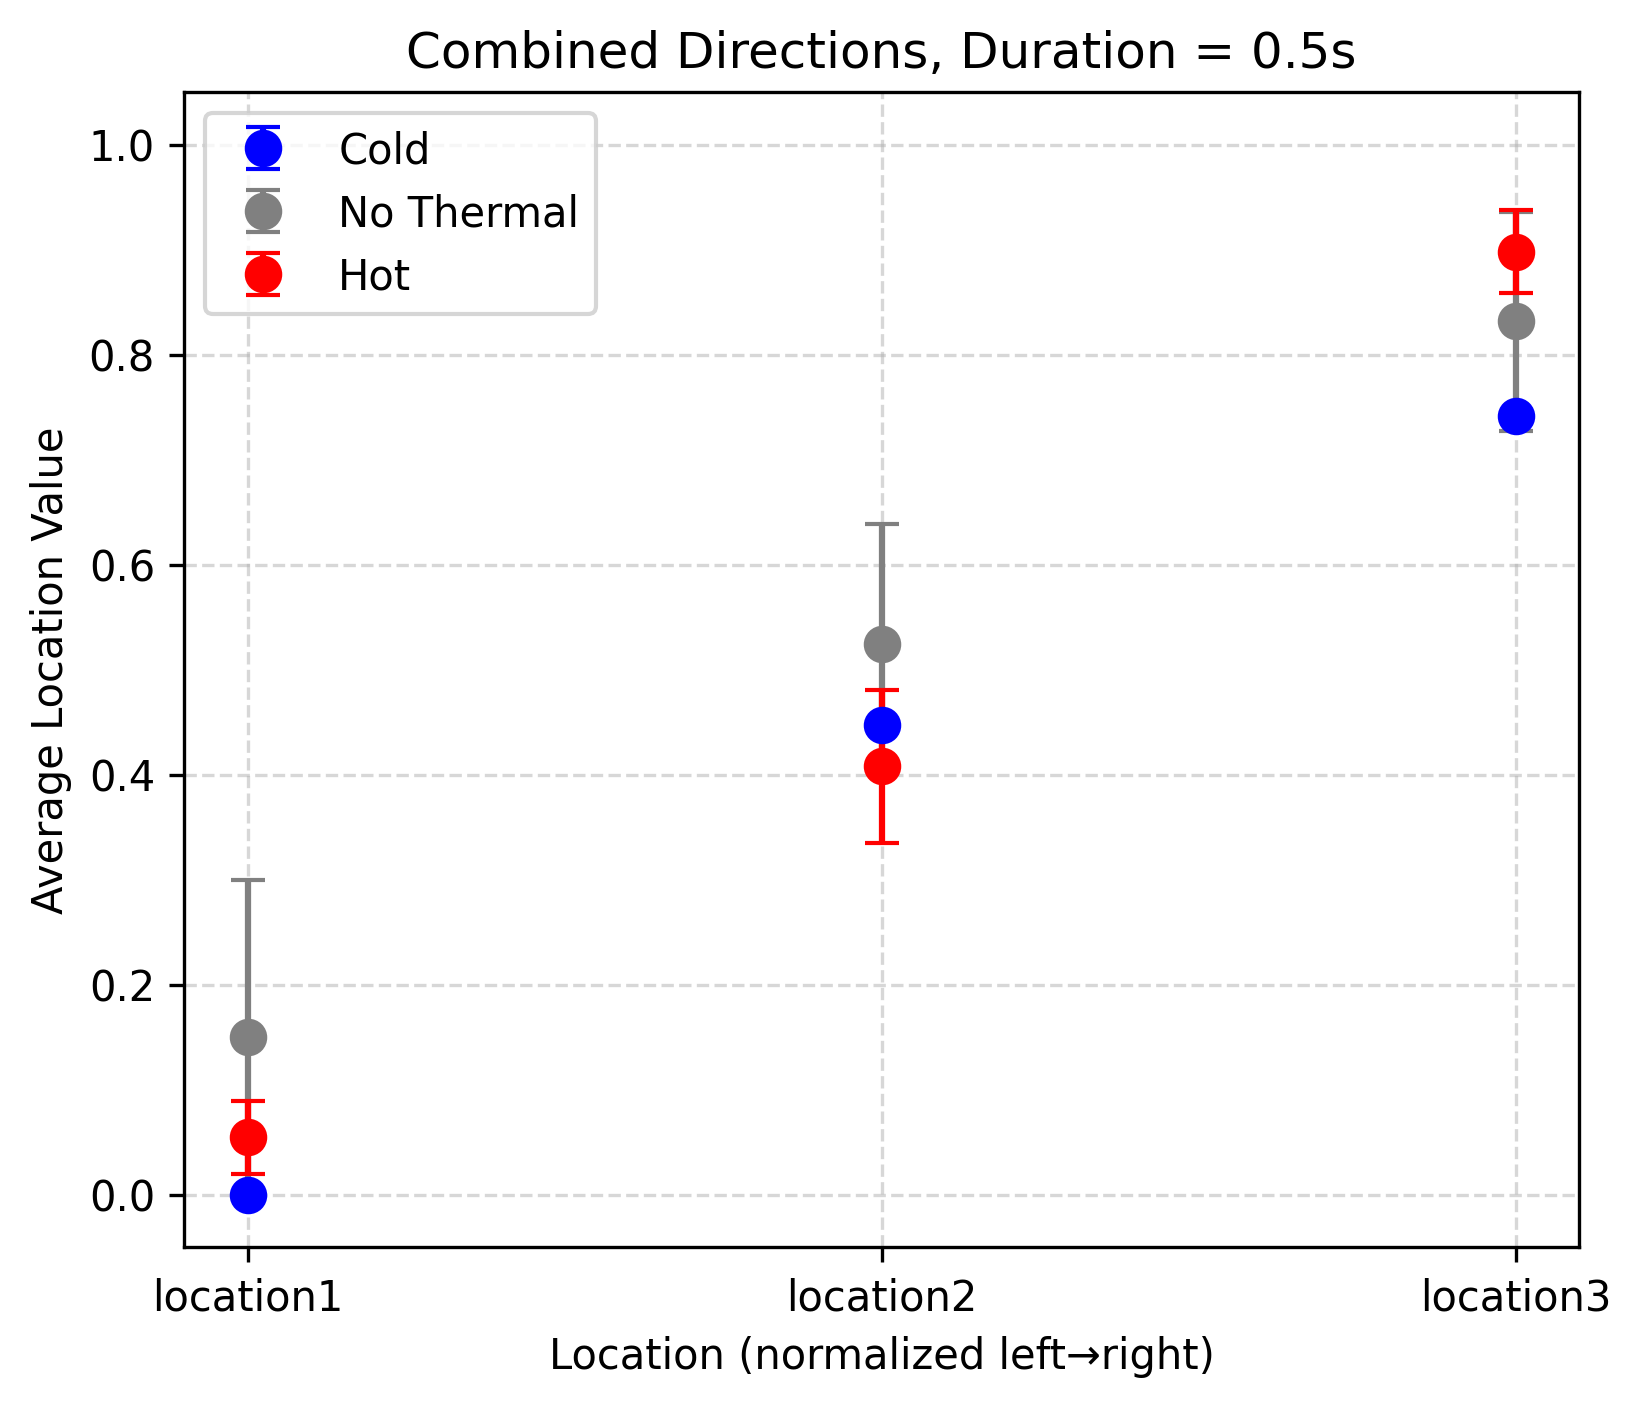 Combined Directions, Duration = 0.5s
Cold
No Thermal
Hot
1.0
0.8
0.6
0.4
0.2
0.0
Average Location Value
location1 location2 location3
Location (normalized left→right)